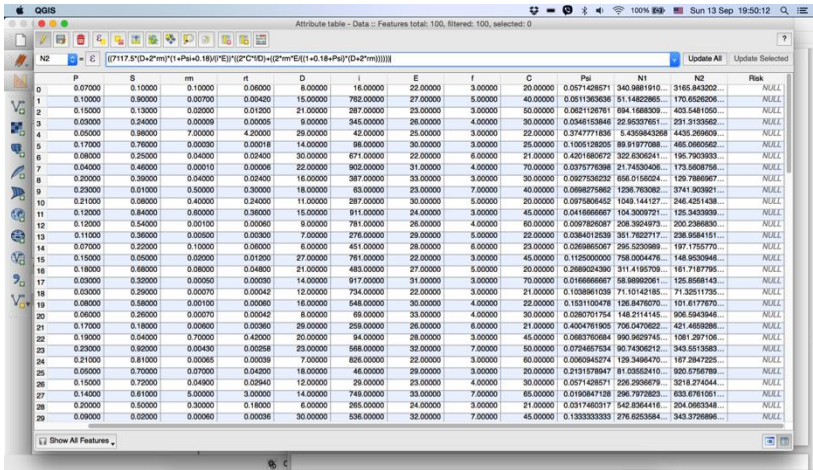 QGIS 100% Sun 13 Sep 19:50:12
Attribute table - Data :: Features total: 100, filtered: 100, selected: 0
?
N2 = ε ((7117.5*(D+2*rm)*(1+Psi+0.18)/(i*E))*((2*C*f/D)+((2*rm*E/((1+0.18+Psi)*(D+2*rm)))))) Update All Update Selected
P S rm rm D i E f C Psi N1 N2 Risk
0 0.07000 0.10000 0.10000 0.06000 8.00000 16.00000 22.00000 3.00000 20.00000 0.0571428571 340.9881910... 3165.843202... NULL
1 0.10000 0.90000 0.00700 0.00420 15.00000 762.00000 27.00000 5.00000 40.00000 0.0511363636 51.14822865... 170.6526206... NULL
2 0.15000 0.13000 0.02000 0.01200 21.00000 287.00000 23.00000 3.00000 50.00000 0.0621126761 694.1688309... 403.5481050... NULL
3 0.03000 0.24000 0.00009 0.00005 9.00000 345.00000 26.00000 4.00000 30.00000 0.0346153846 22.95337651... 231.3133562... NULL
4 0.05000 0.98000 7.00000 4.20000 29.00000 42.00000 25.00000 3.00000 22.00000 0.3747771836 5.4359843268 4435.269609... NULL
5 0.17000 0.76000 0.00030 0.00018 14.00000 98.00000 30.00000 3.00000 25.00000 0.1005128205 89.91977088... 465.0660562... NULL
6 0.08000 0.25000 0.04000 0.02400 30.00000 671.00000 22.00000 6.00000 21.00000 0.4201680672 322.6306241... 195.7903933... NULL
7 0.04000 0.46000 0.00010 0.00006 22.00000 902.00000 31.00000 4.00000 70.00000 0.0375776398 21.74530406... 173.5808756... NULL
8 0.20000 0.39000 0.04000 0.02400 16.00000 387.00000 33.00000 3.00000 30.00000 0.0927536232 656.0156024... 129.7886967... NULL
9 0.23000 0.01000 0.50000 0.30000 18.00000 63.00000 23.00000 7.00000 40.00000 0.0698275862 1236.763082... 3741.903921... NULL
10 0.21000 0.08000 0.40000 0.24000 11.00000 287.00000 30.00000 5.00000 20.00000 0.0975806452 1049.144127... 246.4251438... NULL
11 0.12000 0.84000 0.60000 0.36000 15.00000 911.00000 24.00000 3.00000 45.00000 0.0416666667 104.3009721... 125.3433939... NULL
12 0.12000 0.54000 0.00100 0.00060 9.00000 781.00000 26.00000 4.00000 60.00000 0.0097826087 208.3924973... 200.2386830... NULL
13 0.11000 0.36000 0.00500 0.00300 7.00000 276.00000 29.00000 5.00000 21.00000 0.0384012539 351.7622717... 238.9584151... NULL
14 0.07000 0.22000 0.10000 0.06000 6.00000 451.00000 28.00000 6.00000 23.00000 0.0269865067 295.5230989... 197.1755770... NULL
15 0.15000 0.05000 0.02000 0.01200 27.00000 761.00000 22.00000 3.00000 45.00000 0.1125000000 758.0004476... 148.9530946... NULL
16 0.18000 0.68000 0.08000 0.04800 21.00000 483.00000 27.00000 5.00000 20.00000 0.2689024390 311.4195709... 161.7187795... NULL
17 0.03000 0.32000 0.00050 0.00030 14.00000 917.00000 31.00000 3.00000 70.00000 0.0166666667 58.98992061... 125.8568143... NULL
18 0.03000 0.29000 0.00070 0.00042 12.00000 734.00000 22.00000 3.00000 22.00000 0.1038961039 71.10142185... 71.32511735... NULL
19 0.08000 0.58000 0.00100 0.00060 16.00000 548.00000 30.00000 4.00000 22.00000 0.1531100478 126.8476070... 101.6177670... NULL
20 0.06000 0.26000 0.00070 0.00042 8.00000 69.00000 33.00000 4.00000 30.00000 0.0280701754 148.2114145... 906.5943946... NULL
21 0.17000 0.18000 0.00600 0.00360 29.00000 259.00000 26.00000 6.00000 21.00000 0.4004761905 706.0470622... 421.4659286... NULL
22 0.19000 0.04000 0.70000 0.42000 20.00000 94.00000 28.00000 3.00000 45.00000 0.0683760684 990.9629745... 1081.297106... NULL
23 0.23000 0.92000 0.00430 0.00258 23.00000 568.00000 32.00000 7.00000 50.00000 0.0724657534 90.74306212... 343.5513583... NULL
24 0.21000 0.81000 0.00065 0.00039 7.00000 826.00000 22.00000 3.00000 21.00000 0.0060945274 129.3496470... 167.2847225... NULL
25 0.05000 0.70000 0.07000 0.04200 18.00000 46.00000 29.00000 3.00000 20.00000 0.2131578947 81.03552410... 920.5756789... NULL
26 0.15000 0.72000 0.04900 0.02940 12.00000 29.00000 23.00000 4.00000 30.00000 0.0571428571 226.2936679... 3218.274044... NULL
27 0.14000 0.61000 5.00000 3.00000 14.00000 749.00000 33.00000 7.00000 65.00000 0.0190847128 296.7972823... 633.6761051... NULL
28 0.20000 0.50000 0.30000 0.18000 6.00000 265.00000 24.00000 3.00000 21.00000 0.0317460317 542.8364416... 204.0663348... NULL
29 0.09000 0.02000 0.00060 0.00036 30.00000 536.00000 32.00000 7.00000 45.00000 0.1333333333 276.6253584... 343.3726896... NULL
Show All Features